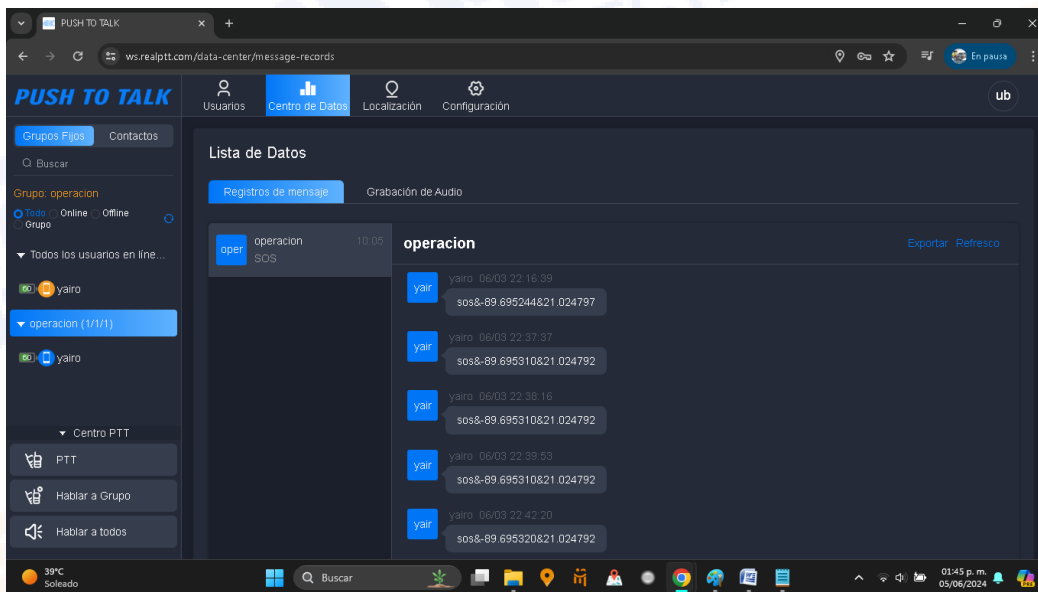 PUSH TO TALK
ws.realptt.com/data-center/message-records
En pausa
PUSH TO TALK
Usuarios
Centro de Datos
Localización
Configuración
ub
Grupos Fijos
Contactos
Buscar
Grupo: operacion
Todo
Online
Offline
Grupo
Todos los usuarios en líne...
60
yairo
operacion (1/1/1)
60
yairo
Centro PTT
PTT
Hablar a Grupo
Hablar a todos
Lista de Datos
Registros de mensaje
Grabación de Audio
oper
operacion
10:05
SOS
operacion
Exportar
Refresco
yair
yairo 06/03 22:16:39
sos&-89.695244&21.024797
yair
yairo 06/03 22:37:37
sos&-89.695310&21.024792
yair
yairo 06/03 22:38:16
sos&-89.695310&21.024792
yair
yairo 06/03 22:39:53
sos&-89.695310&21.024792
yair
yairo 06/03 22:42:20
sos&-89.695320&21.024792
39°C
Soleado
Buscar
01:45 p. m.
05/06/2024
PRE